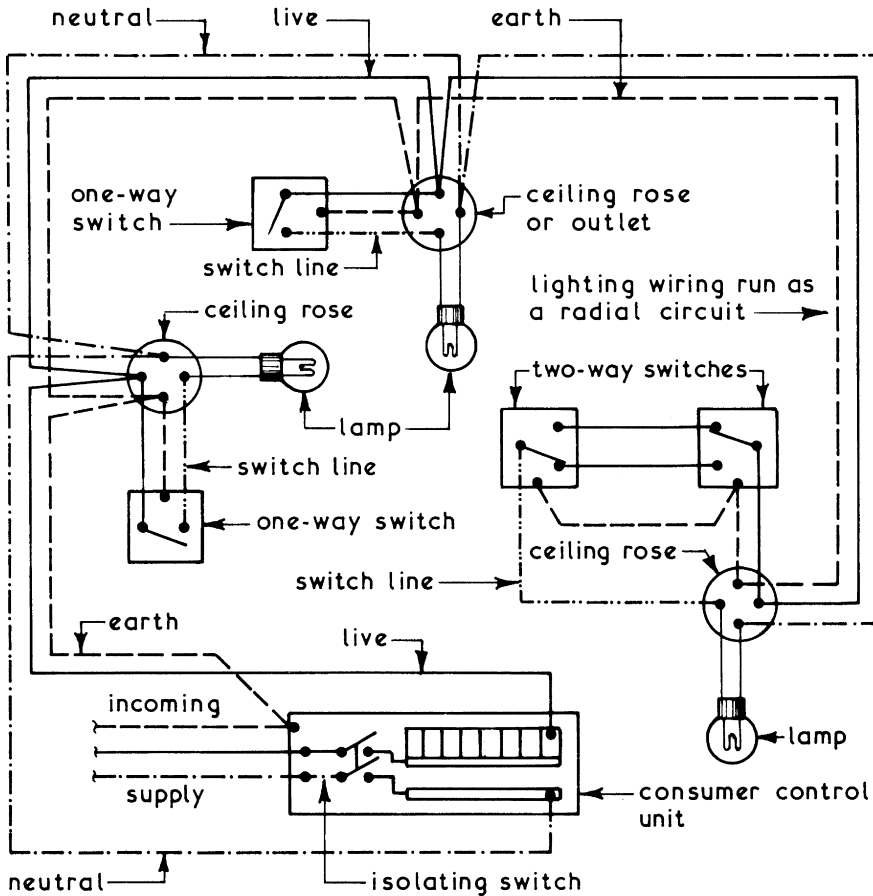 neutral
live
earth
one-way
switch
ceiling rose
or outlet
switch line
lighting wiring run as
a radial circuit
ceiling rose
two-way switches
lamp
switch line
one-way switch
ceiling rose
switch line
earth
live
incoming
lamp
supply
consumer control
unit
neutral
isolating switch